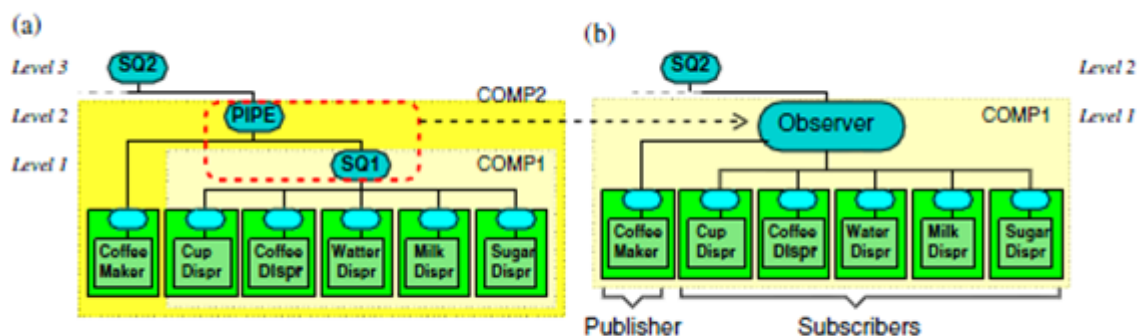 (a)
Level 3
SQ2
COMP2
Level 2
PIPE
Level 1
SQ1
COMP1
Coffee
Maker
Cup
Dispr
Coffee
DIspr
Watter
Dispr
Milk
Dispr
Sugar
Dispr
(b)
SQ2
Level 2
Observer
COMP1
Level 1
Coffee
Maker
Cup
Dispr
Coffee
DIspr
Water
Dispr
Milk
Dispr
Sugar
Dispr
Publisher
Subscribers